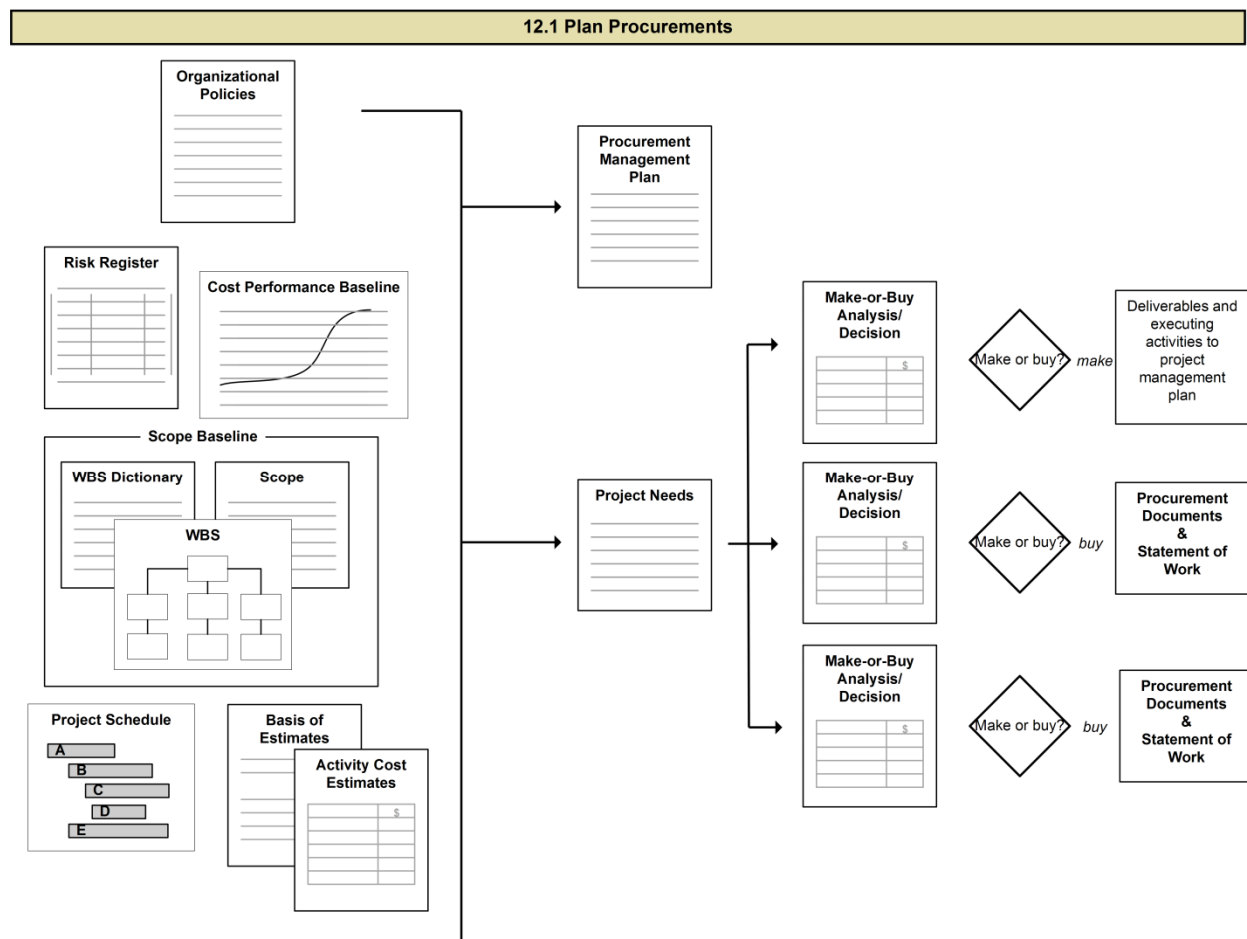 12.1 Plan Procurements
Organizational
Policies
Procurement
Management
Plan
Risk Register
Cost Performance Baseline
Make-or-Buy
Analysis/
Decision
$
Make or buy?
make
Deliverables and
executing
activities to
project
management
plan
Scope Baseline
WBS Dictionary
Scope
WBS
Project Needs
Make-or-Buy
Analysis/
Decision
$
Make or buy?
buy
Procurement
Documents
&
Statement of
Work
Make-or-Buy
Analysis/
Decision
$
Make or buy?
buy
Procurement
Documents
&
Statement of
Work
Project Schedule
A
B
C
D
E
Basis of
Estimates
Activity Cost
Estimates
$